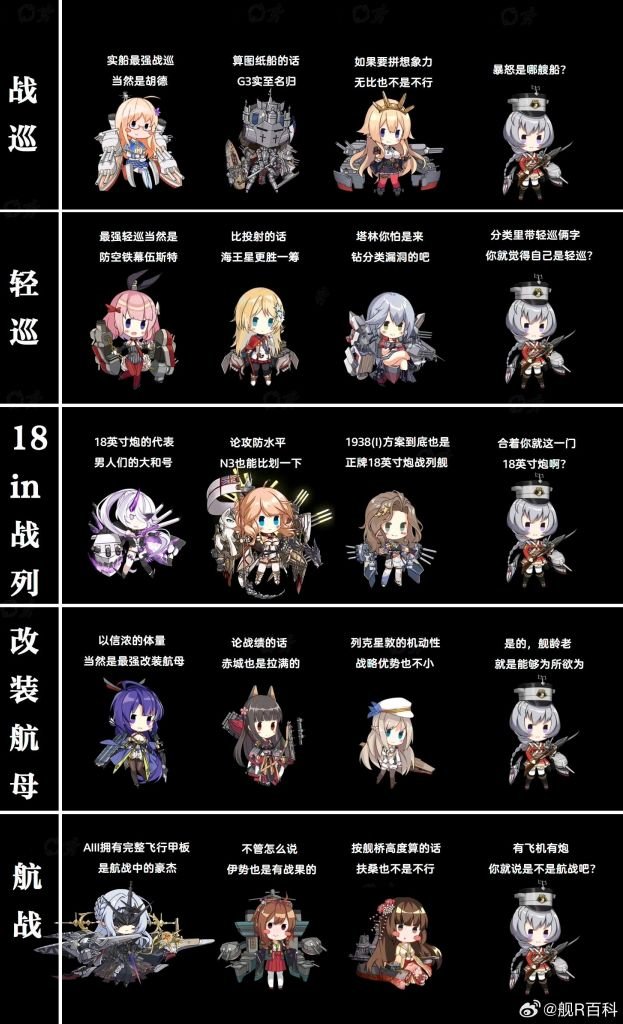 战巡
实船最强战巡
当然是胡德
算图纸船的话
G3实至名归
如果要拼想象力
无比也不是不行
暴怒是哪艘船？
轻巡
最强轻巡当然是
防空铁幕伍斯特
比投射的话
海王星更胜一筹
塔林你怕是来
钻分类漏洞的吧
分类里带轻巡俩字
你就觉得自己是轻巡？
18in战列
18英寸炮的代表
男人们的大和号
论攻防水平
N3也能比划一下
1938(I)方案到底也是
正牌18英寸炮战列舰
合着你就这一门
18英寸炮啊？
改装航母
以信浓的体量
当然是最强改装航母
论战绩的话
赤城也是拉满的
列克星敦的机动性
战略优势也不小
是的，舰龄老
就是能够为所欲为
航战
AIII拥有完整飞行甲板
是航战中的豪杰
不管怎么说
伊势也是有战果的
按舰桥高度算的话
扶桑也不是不行
有飞机有炮
你就说是不是航战吧？
@舰R百科